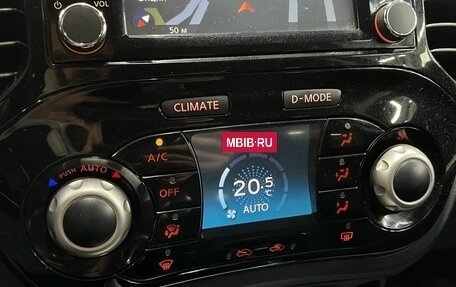 VOL
50 м
CLIMATE
D-MODE
MBIB.RU
A/C
PUSH AUTO
OFF
20.5
°C
AUTO